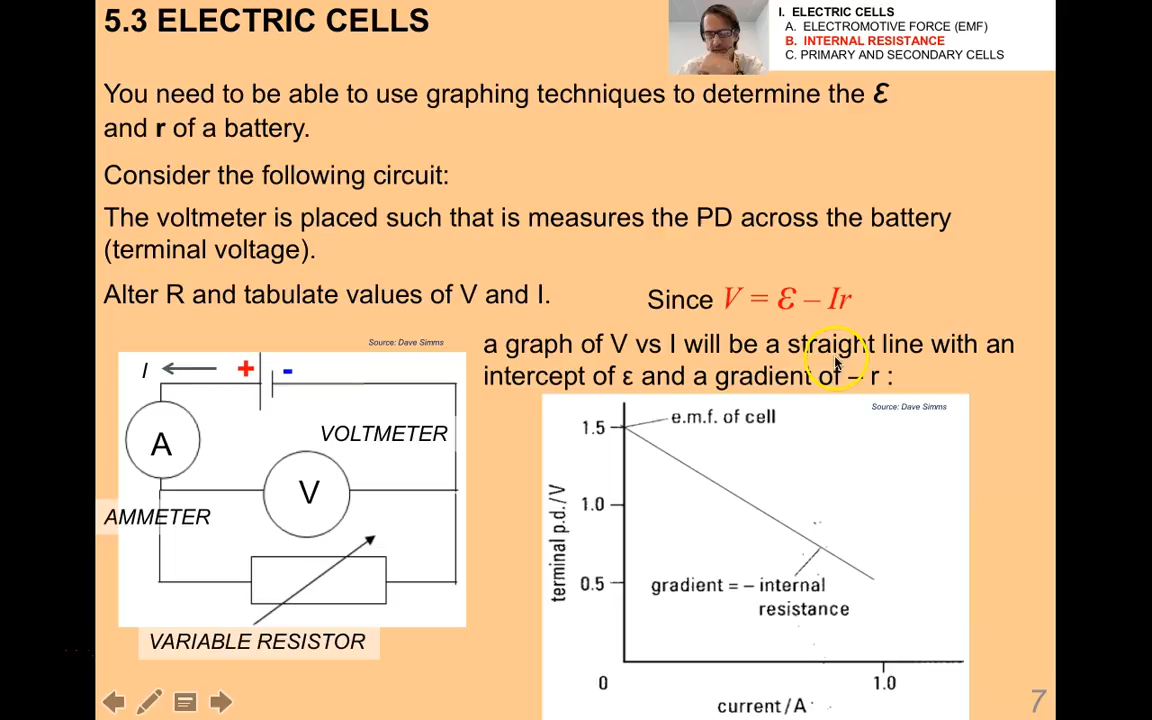 5.3 ELECTRIC CELLS
I. ELECTRIC CELLS
A. ELECTROMOTIVE FORCE (EMF)
B. INTERNAL RESISTANCE
C. PRIMARY AND SECONDARY CELLS
You need to be able to use graphing techniques to determine the ℇ
and r of a battery.
Consider the following circuit:
The voltmeter is placed such that is measures the PD across the battery
(terminal voltage).
Alter R and tabulate values of V and I.
Since V = ℇ – Ir
a graph of V vs I will be a straight line with an
intercept of ε and a gradient of – r :
Source: Dave Simms
I
+
-
A
VOLTMETER
V
AMMETER
VARIABLE RESISTOR
Source: Dave Simms
e.m.f. of cell
1.5
1.0
0.5
terminal p.d./V
gradient = – internal
resistance
0
1.0
current/A
7